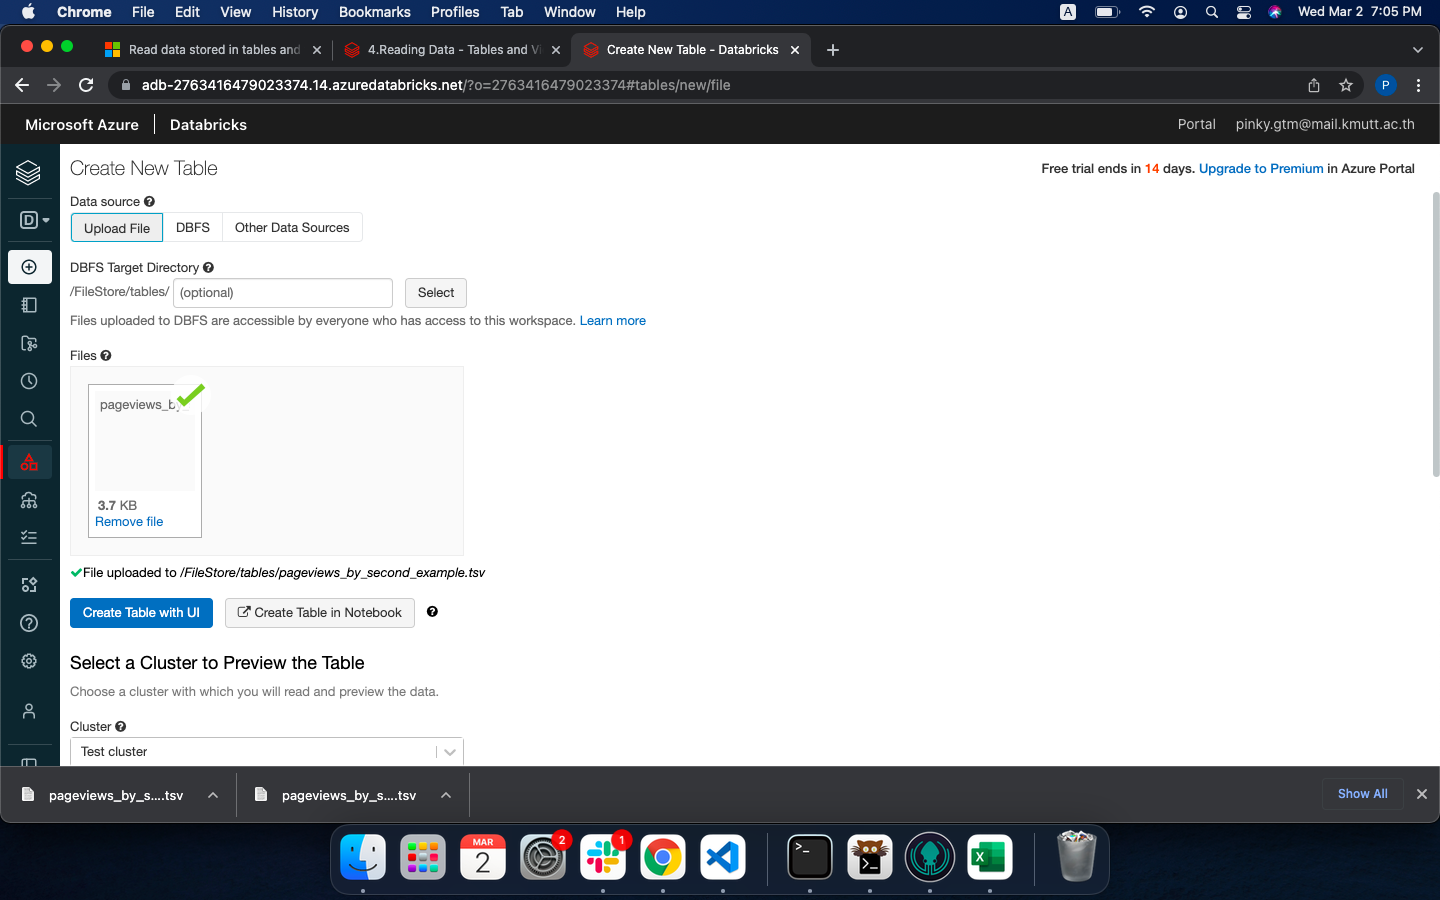 Chrome File Edit View History Bookmarks Profiles Tab Window Help A Wed Mar 2 7:05 PM
Read data stored in tables and 4.Reading Data - Tables and Vi Create New Table - Databricks
adb-2763416479023374.14.azuredatabricks.net/?o=2763416479023374#tables/new/file P
Microsoft Azure Databricks Portal pinky.gtm@mail.kmutt.ac.th
Create New Table Free trial ends in 14 days. Upgrade to Premium in Azure Portal
Data source
D Upload File DBFS Other Data Sources
DBFS Target Directory
/FileStore/tables/ (optional) Select
Files uploaded to DBFS are accessible by everyone who has access to this workspace. Learn more
Files
pageviews_by
3.7 KB
Remove file
File uploaded to /FileStore/tables/pageviews_by_second_example.tsv
Create Table with UI Create Table in Notebook
Select a Cluster to Preview the Table
Choose a cluster with which you will read and preview the data.
Cluster
Test cluster
pageviews_by_s....tsv pageviews_by_s....tsv Show All
MAR 2 2 1 >_ >_ X